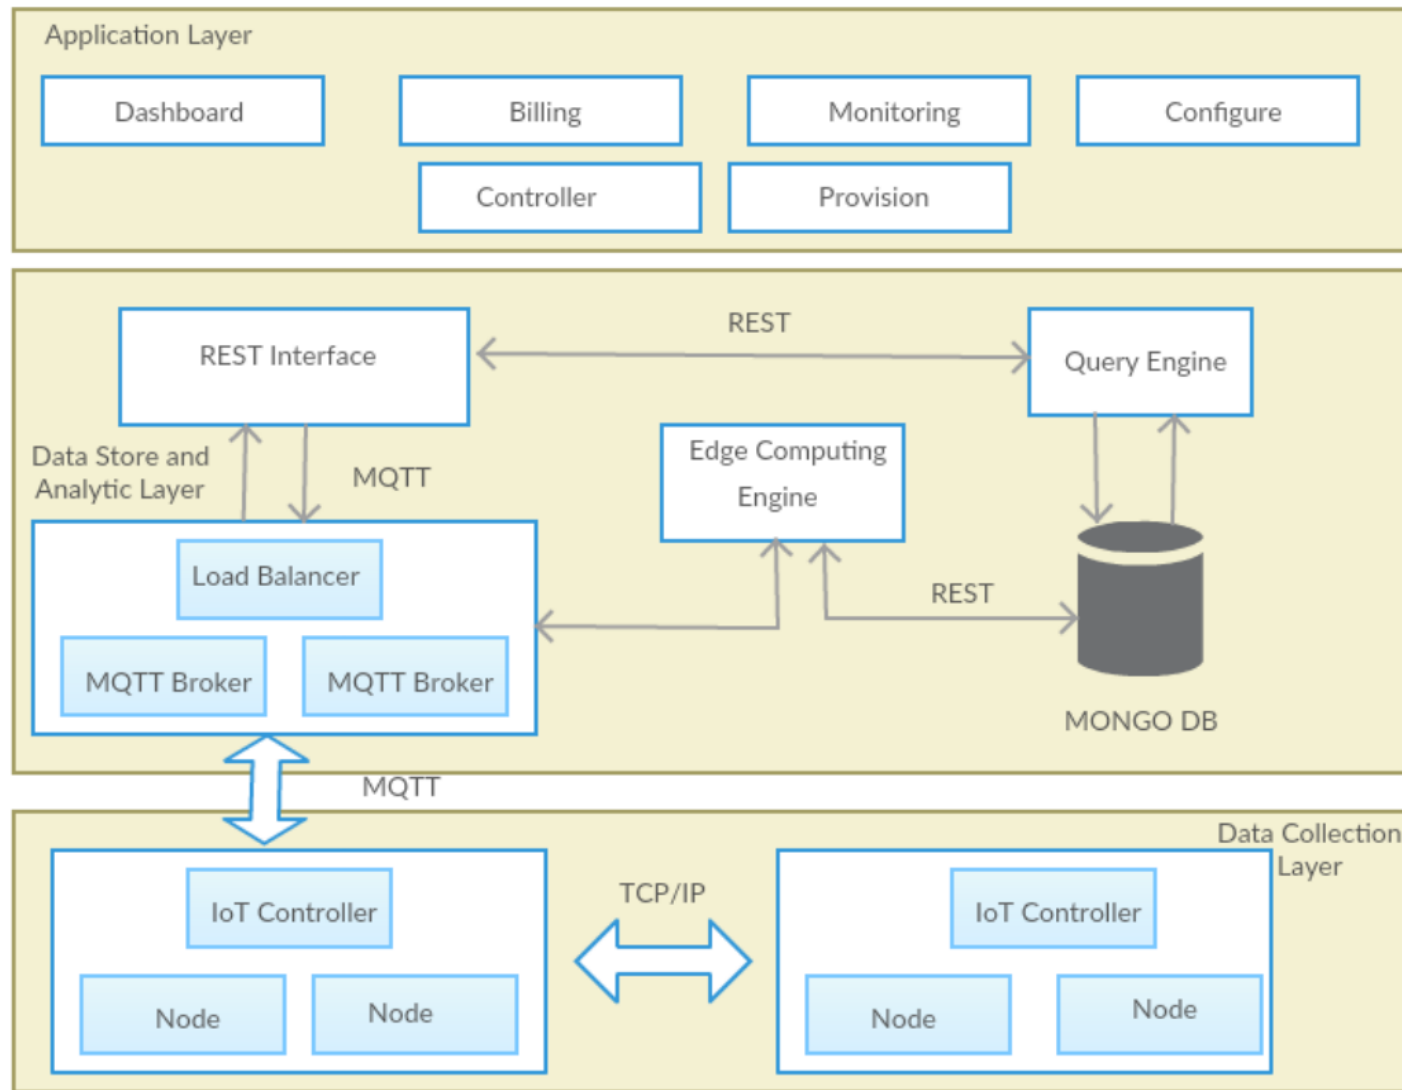 Application Layer
Dashboard
Billing
Monitoring
Configure
Controller
Provision
REST Interface
REST
Query Engine
Data Store and
Analytic Layer
MQTT
Edge Computing
Engine
Load Balancer
MQTT Broker
MQTT Broker
REST
MONGO DB
MQTT
Data Collection
Layer
IoT Controller
Node
Node
TCP/IP
IoT Controller
Node
Node